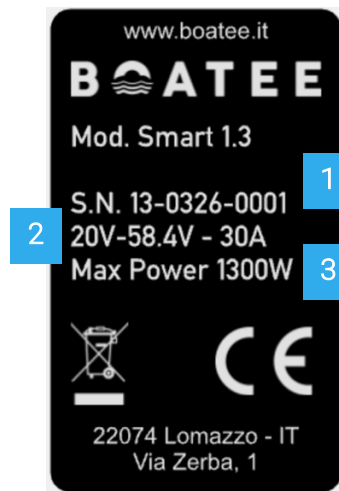 www.boatee.it
BOATEE
Mod. Smart 1.3
1
S.N. 13-0326-0001
2
20V-58.4V - 30A
Max Power 1300W
3
CE
22074 Lomazzo - IT
Via Zerba, 1